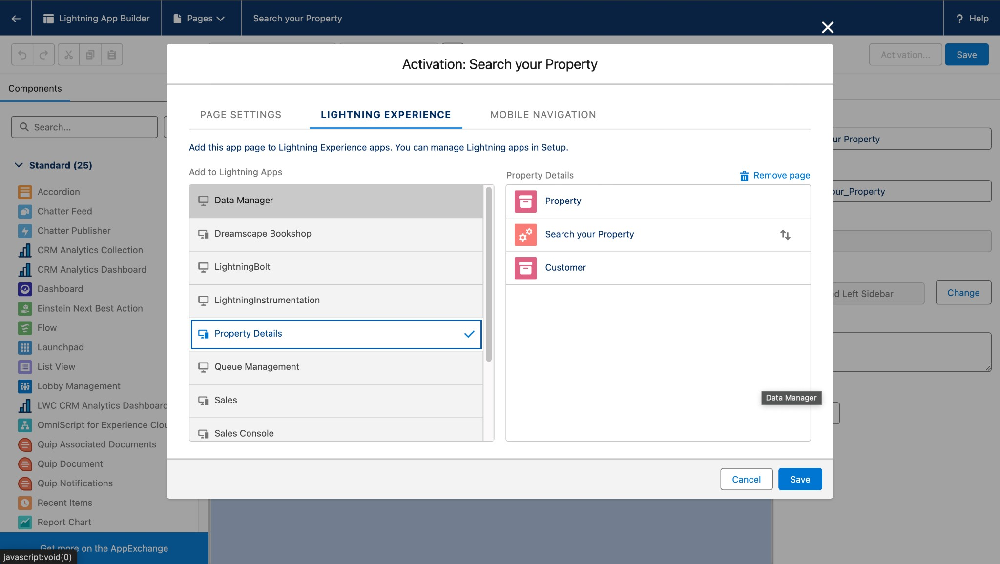 Lightning App Builder
Pages
Search your Property
? Help
Activation...
Save
Activation: Search your Property
Components
PAGE SETTINGS
LIGHTNING EXPERIENCE
MOBILE NAVIGATION
Search...
Add this app page to Lightning Experience apps. You can manage Lightning apps in Setup.
ur Property
Standard (25)
Add to Lightning Apps
Property Details
Remove page
Accordion
Chatter Feed
Chatter Publisher
CRM Analytics Collection
CRM Analytics Dashboard
Dashboard
Einstein Next Best Action
Flow
Launchpad
List View
Lobby Management
LWC CRM Analytics Dashboard
OmniScript for Experience Clou
Quip Associated Documents
Quip Document
Quip Notifications
Recent Items
Report Chart
Get more on the AppExchange
javascript:void(0)
Data Manager
Dreamscape Bookshop
LightningBolt
LightningInstrumentation
Property Details
Queue Management
Sales
Sales Console
Property
Search your Property
Customer
Data Manager
our_Property
d Left Sidebar
Change
Cancel
Save